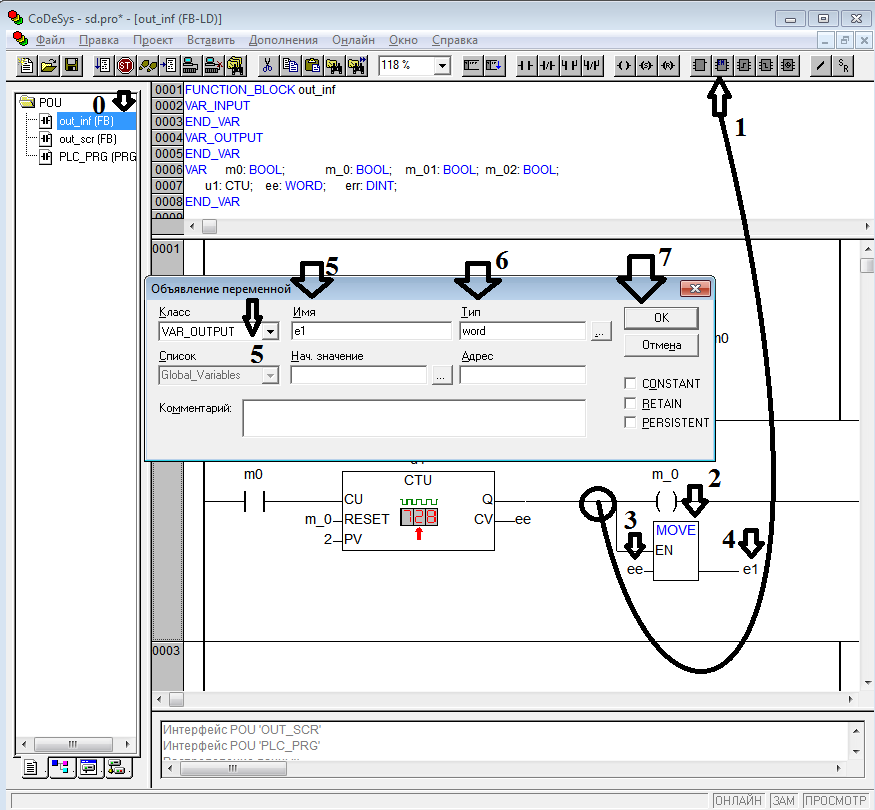 CoDeSys - sd.pro* - [out_inf (FB-LD)]
Файл Правка Проект Вставить Дополнения Онлайн Окно Справка
118 %
POU
0
out_inf (FB)
out_scr (FB)
PLC_PRG (PRG
0001 FUNCTION_BLOCK out_inf
0002 VAR_INPUT
0003 END_VAR
0004 VAR_OUTPUT
0005 END_VAR
0006 VAR m0: BOOL; m_0: BOOL; m_01: BOOL; m_02: BOOL;
0007 u1: CTU; ee: WORD; err: DINT;
0008 END_VAR
0009
1
0001
5 6 7
Объявление переменной
Класс Имя Тип
VAR_OUTPUT e1 word ... OK
5
Отмена
Список Нач. значение Адрес
Global_Variables ...
CONSTANT
RETAIN
PERSISTENT
Комментарий:
m0
m0 CTU m_0
2
CU Q
m_0 RESET CV ee
2 PV
728
3 MOVE 4
EN
ee e1
0003
Интерфейс POU 'OUT_SCR'
Интерфейс POU 'PLC_PRG'
ОНЛАЙН ЗАМ ПРОСМОТР